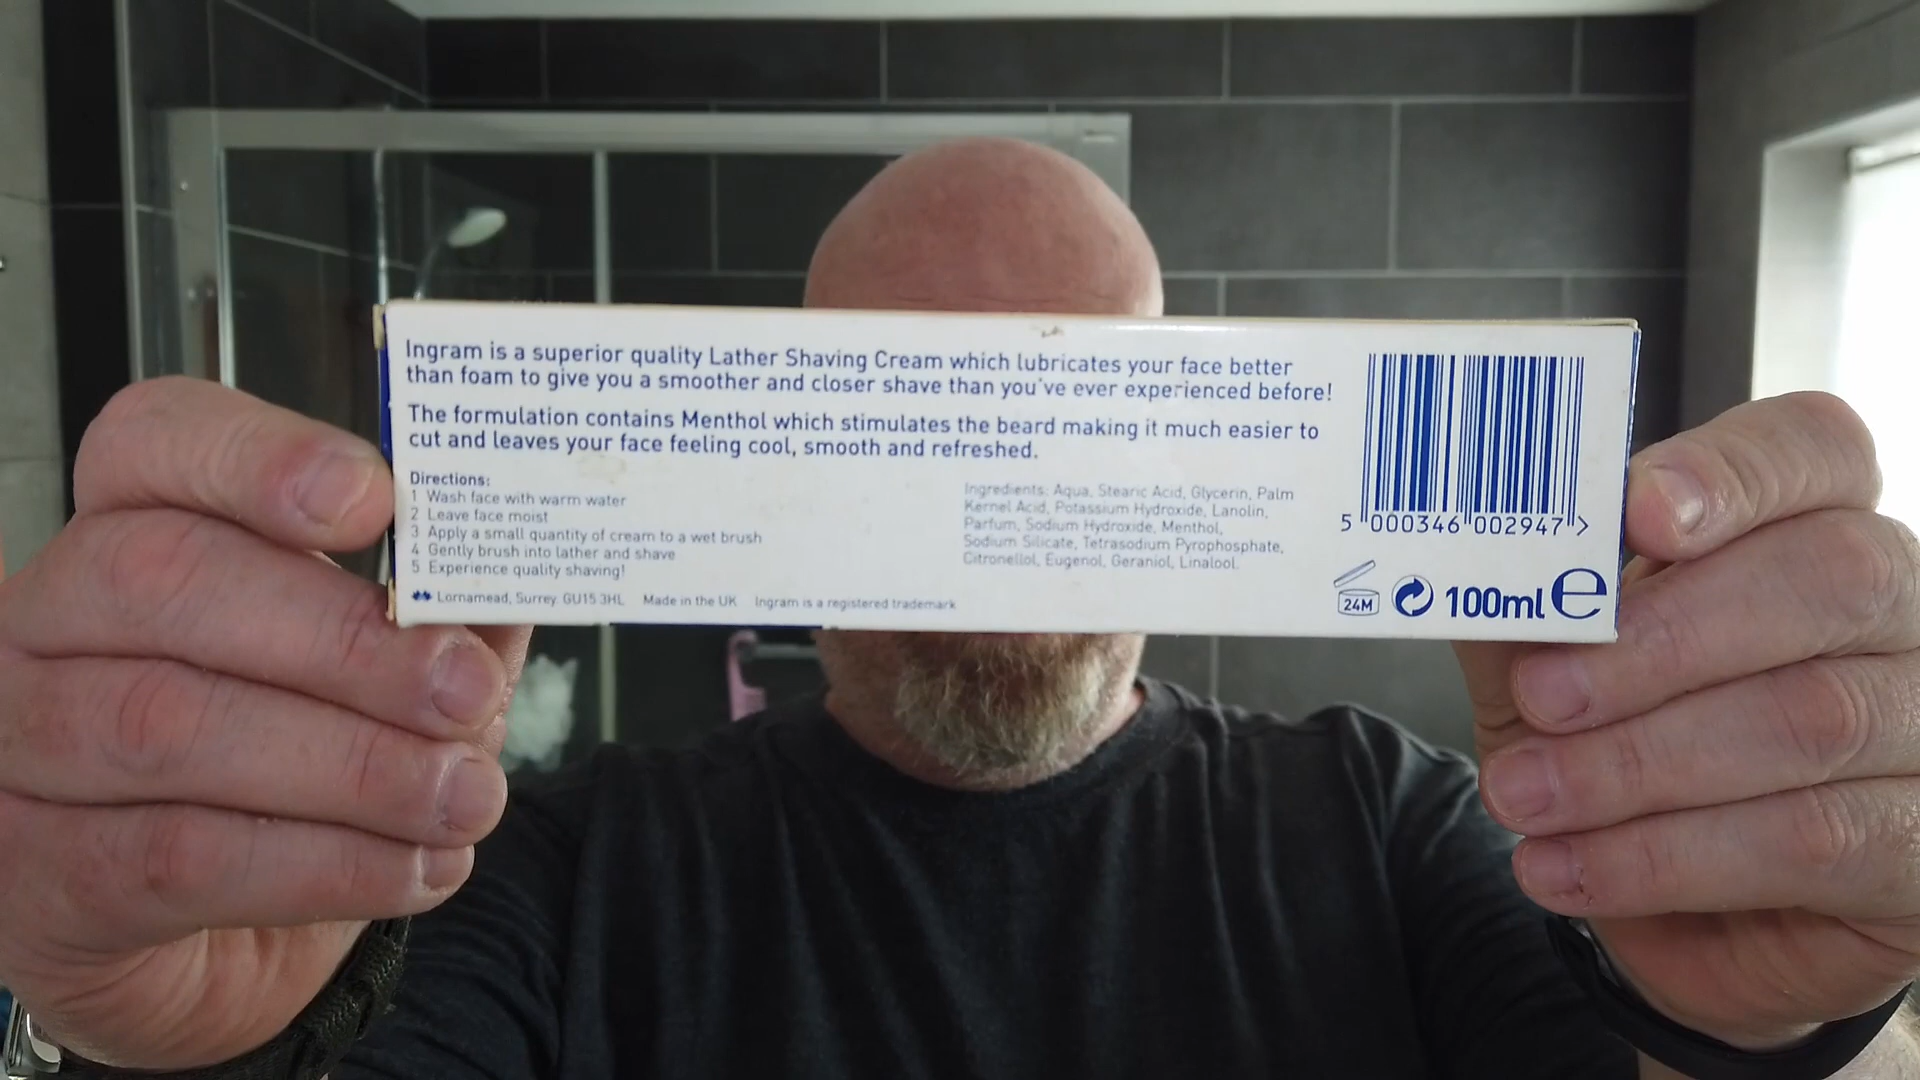 Ingram is a superior quality Lather Shaving Cream which lubricates your face better
than foam to give you a smoother and closer shave than you've ever experienced before!
The formulation contains Menthol which stimulates the beard making it much easier to
cut and leaves your face feeling cool, smooth and refreshed.
Directions:
1 Wash face with warm water
2 Leave face moist
3 Apply a small quantity of cream to a wet brush
4 Gently brush into lather and shave
5 Experience quality shaving!
Lornamead, Surrey. GU15 3HL Made in the UK Ingram is a registered trademark
Ingredients: Aqua, Stearic Acid, Glycerin, Palm
Kernel Acid, Potassium Hydroxide, Lanolin,
Parfum, Sodium Hydroxide, Menthol,
Sodium Silicate, Tetrasodium Pyrophosphate,
Citronellol, Eugenol, Geraniol, Linalool.
5 000346 002947 >
24M 100ml e